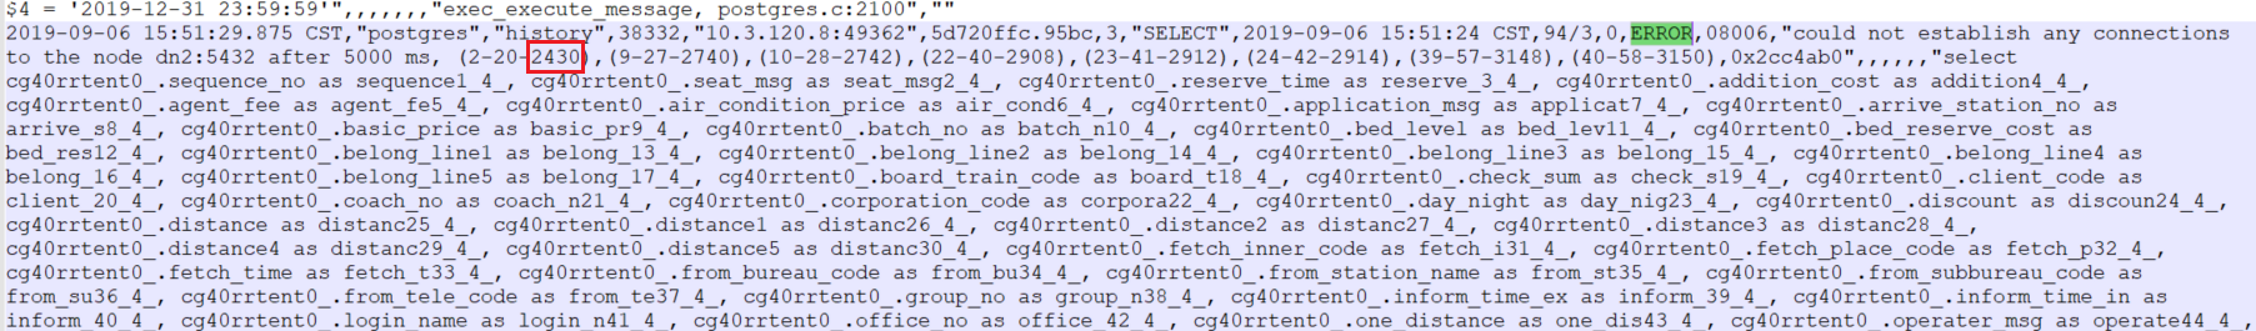 $4 = '2019-12-31 23:59:59'",,,,,,,"exec_execute_message, postgres.c:2100",""
2019-09-06 15:51:29.875 CST,"postgres","history",38332,"10.3.120.8:49362",5d720ffc.95bc,3,"SELECT",2019-09-06 15:51:24 CST,94/3,0,ERROR,08006,"could not establish any connections
to the node dn2:5432 after 5000 ms, (2-20-2430),(9-27-2740),(10-28-2742),(22-40-2908),(23-41-2912),(24-42-2914),(39-57-3148),(40-58-3150),0x2cc4ab0",,,,,,"select
cg40rrtent0_.sequence_no as sequence1_4_, cg40rrtent0_.seat_msg as seat_msg2_4_, cg40rrtent0_.reserve_time as reserve_3_4_, cg40rrtent0_.addition_cost as addition4_4_,
cg40rrtent0_.agent_fee as agent_fe5_4_, cg40rrtent0_.air_condition_price as air_cond6_4_, cg40rrtent0_.application_msg as applicat7_4_, cg40rrtent0_.arrive_station_no as
arrive_s8_4_, cg40rrtent0_.basic_price as basic_pr9_4_, cg40rrtent0_.batch_no as batch_n10_4_, cg40rrtent0_.bed_level as bed_lev11_4_, cg40rrtent0_.bed_reserve_cost as
bed_res12_4_, cg40rrtent0_.belong_line1 as belong_13_4_, cg40rrtent0_.belong_line2 as belong_14_4_, cg40rrtent0_.belong_line3 as belong_15_4_, cg40rrtent0_.belong_line4 as
belong_16_4_, cg40rrtent0_.belong_line5 as belong_17_4_, cg40rrtent0_.board_train_code as board_t18_4_, cg40rrtent0_.check_sum as check_s19_4_, cg40rrtent0_.client_code as
client_20_4_, cg40rrtent0_.coach_no as coach_n21_4_, cg40rrtent0_.corporation_code as corpora22_4_, cg40rrtent0_.day_night as day_nig23_4_, cg40rrtent0_.discount as discoun24_4_,
cg40rrtent0_.distance as distanc25_4_, cg40rrtent0_.distance1 as distanc26_4_, cg40rrtent0_.distance2 as distanc27_4_, cg40rrtent0_.distance3 as distanc28_4_,
cg40rrtent0_.distance4 as distanc29_4_, cg40rrtent0_.distance5 as distanc30_4_, cg40rrtent0_.fetch_inner_code as fetch_i31_4_, cg40rrtent0_.fetch_place_code as fetch_p32_4_,
cg40rrtent0_.fetch_time as fetch_t33_4_, cg40rrtent0_.from_bureau_code as from_bu34_4_, cg40rrtent0_.from_station_name as from_st35_4_, cg40rrtent0_.from_subbureau_code as
from_su36_4_, cg40rrtent0_.from_tele_code as from_te37_4_, cg40rrtent0_.group_no as group_n38_4_, cg40rrtent0_.inform_time_ex as inform_39_4_, cg40rrtent0_.inform_time_in as
inform_40_4_, cg40rrtent0_.login_name as login_n41_4_, cg40rrtent0_.office_no as office_42_4_, cg40rrtent0_.one_distance as one_dis43_4_, cg40rrtent0_.operater_msg as operate44_4_,